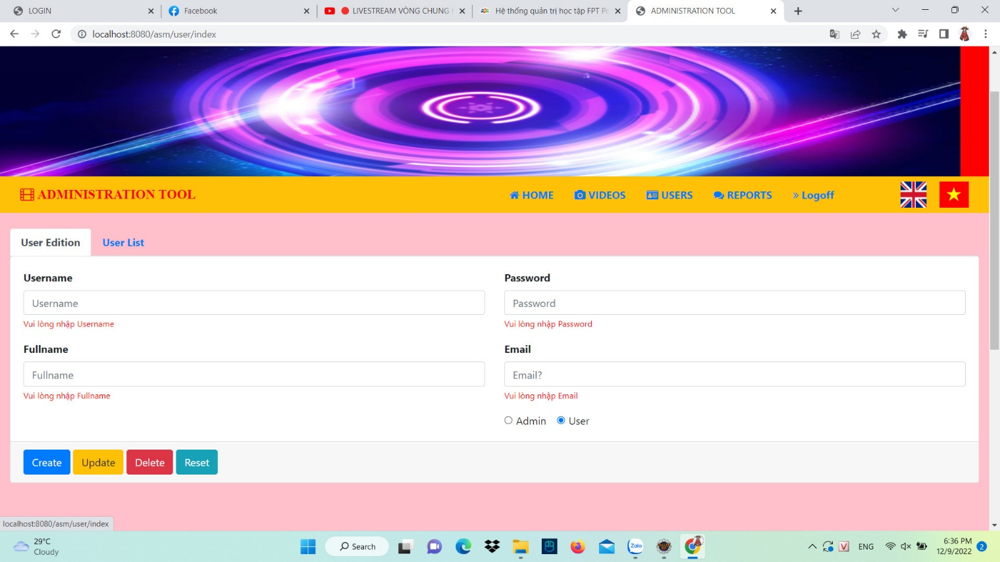 LOGIN
Facebook
LIVESTREAM VÒNG CHUNG
Hệ thống quản trị học tập FPT Po
ADMINISTRATION TOOL
localhost:8080/asm/user/index
ADMINISTRATION TOOL
HOME
VIDEOS
USERS
REPORTS
» Logoff
User Edition
User List
Username
Password
Username
Password
Vui lòng nhập Username
Vui lòng nhập Password
Fullname
Email
Fullname
Email?
Vui lòng nhập Fullname
Vui lòng nhập Email
Admin
User
Create
Update
Delete
Reset
localhost:8080/asm/user/index
29°C
Cloudy
Search
Zalo
V
ENG
6:36 PM
12/9/2022
2